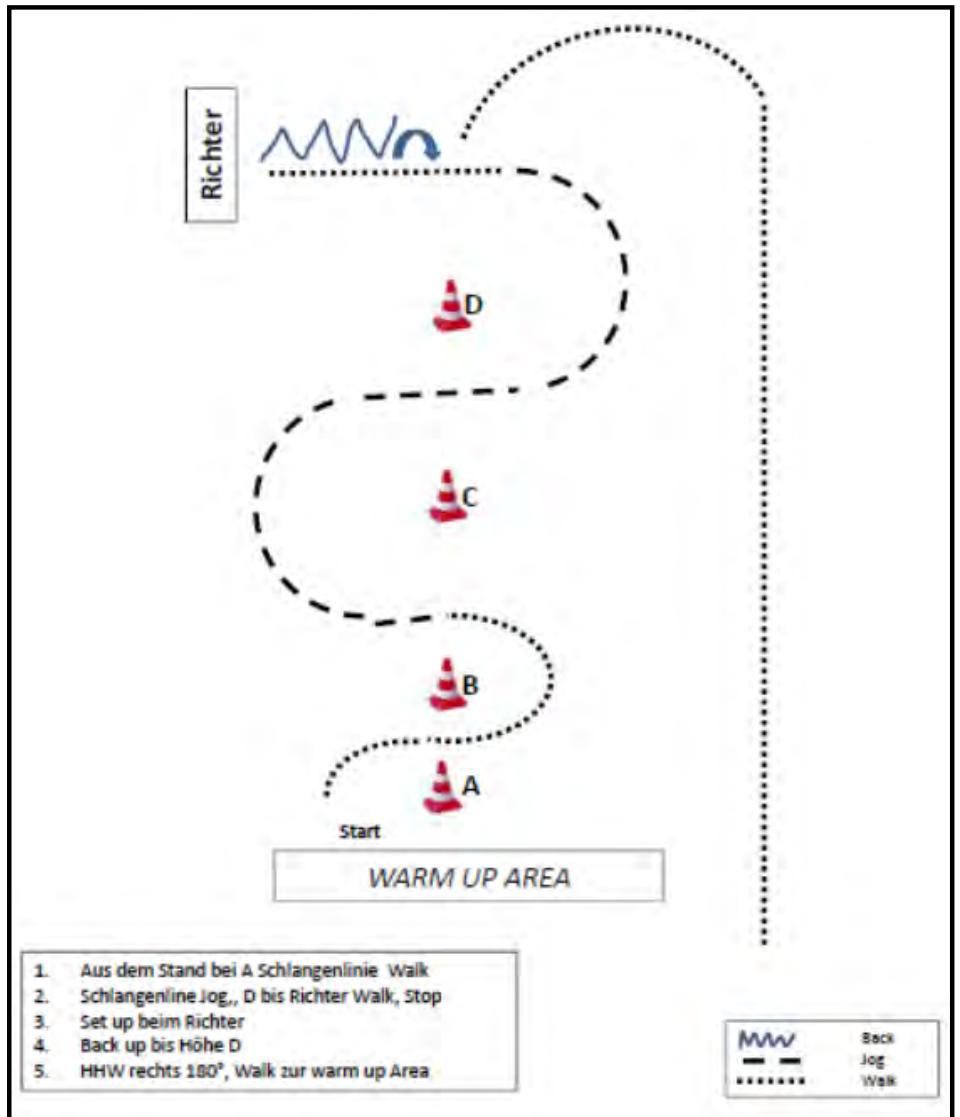 Richter
D
C
B
A
Start
WARM UP AREA
1. Aus dem Stand bei A Schlangenlinie Walk
2. Schlangenline Jog,, D bis Richter Walk, Stop
3. Set up beim Richter
4. Back up bis Höhe D
5. HHW rechts 180°, Walk zur warm up Area
Back
Jog
Walk